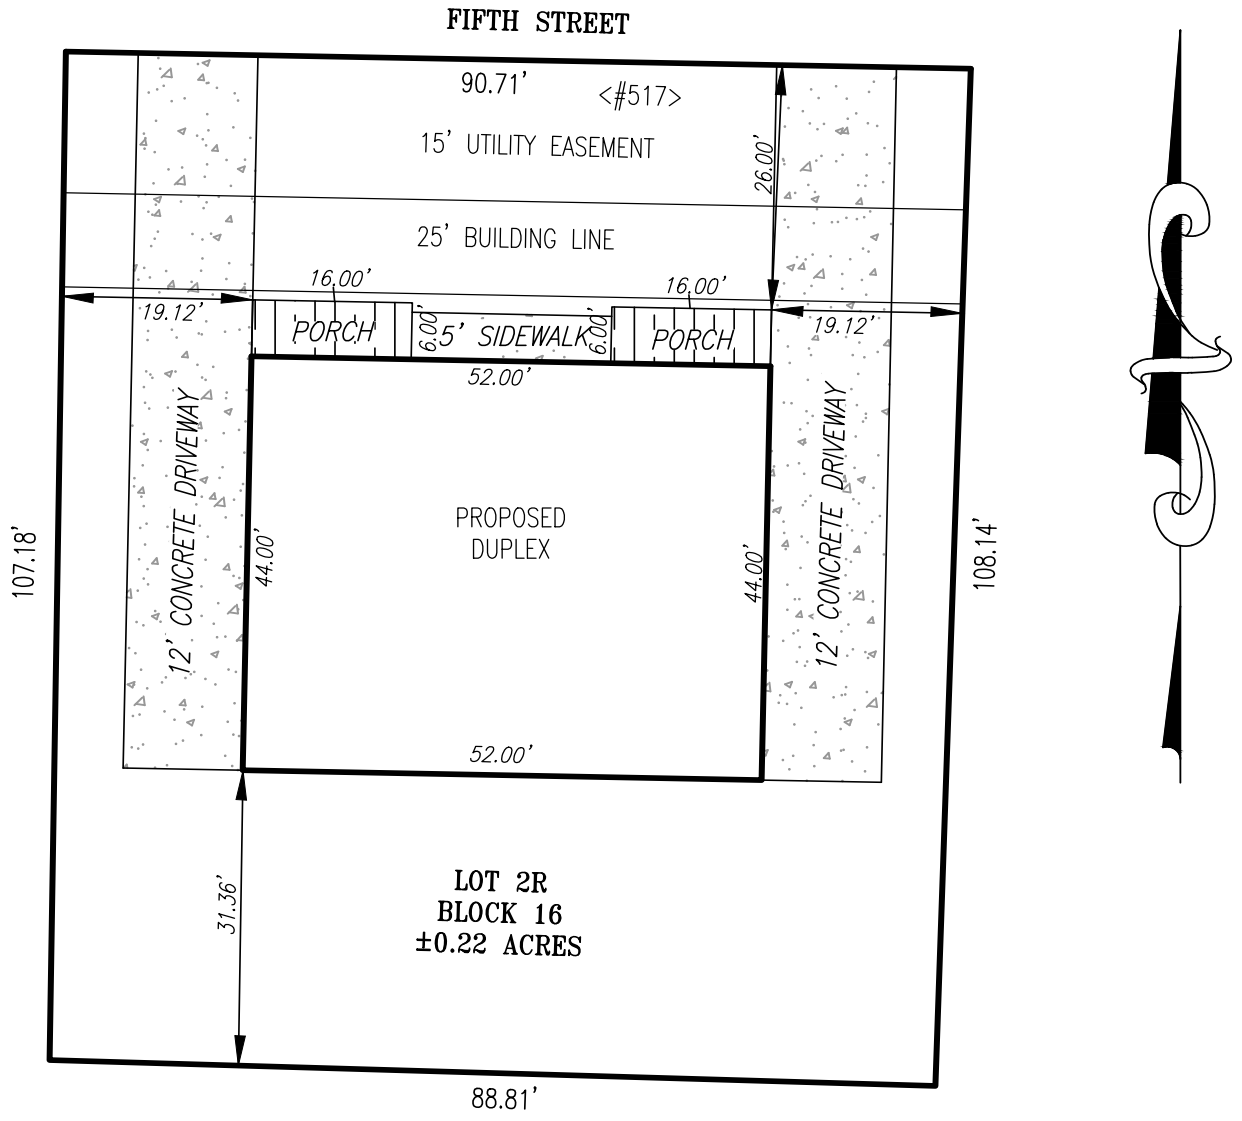 FIFTH STREET
90.71'
<#517>
15' UTILITY EASEMENT
26.00'
25' BUILDING LINE
16.00'
16.00'
19.12'
19.12'
PORCH
6.00'
5' SIDEWALK
6.00'
PORCH
52.00'
12' CONCRETE DRIVEWAY
12' CONCRETE DRIVEWAY
107.18'
44.00'
PROPOSED
DUPLEX
44.00'
108.14'
52.00'
31.36'
LOT 2R
BLOCK 16
±0.22 ACRES
88.81'